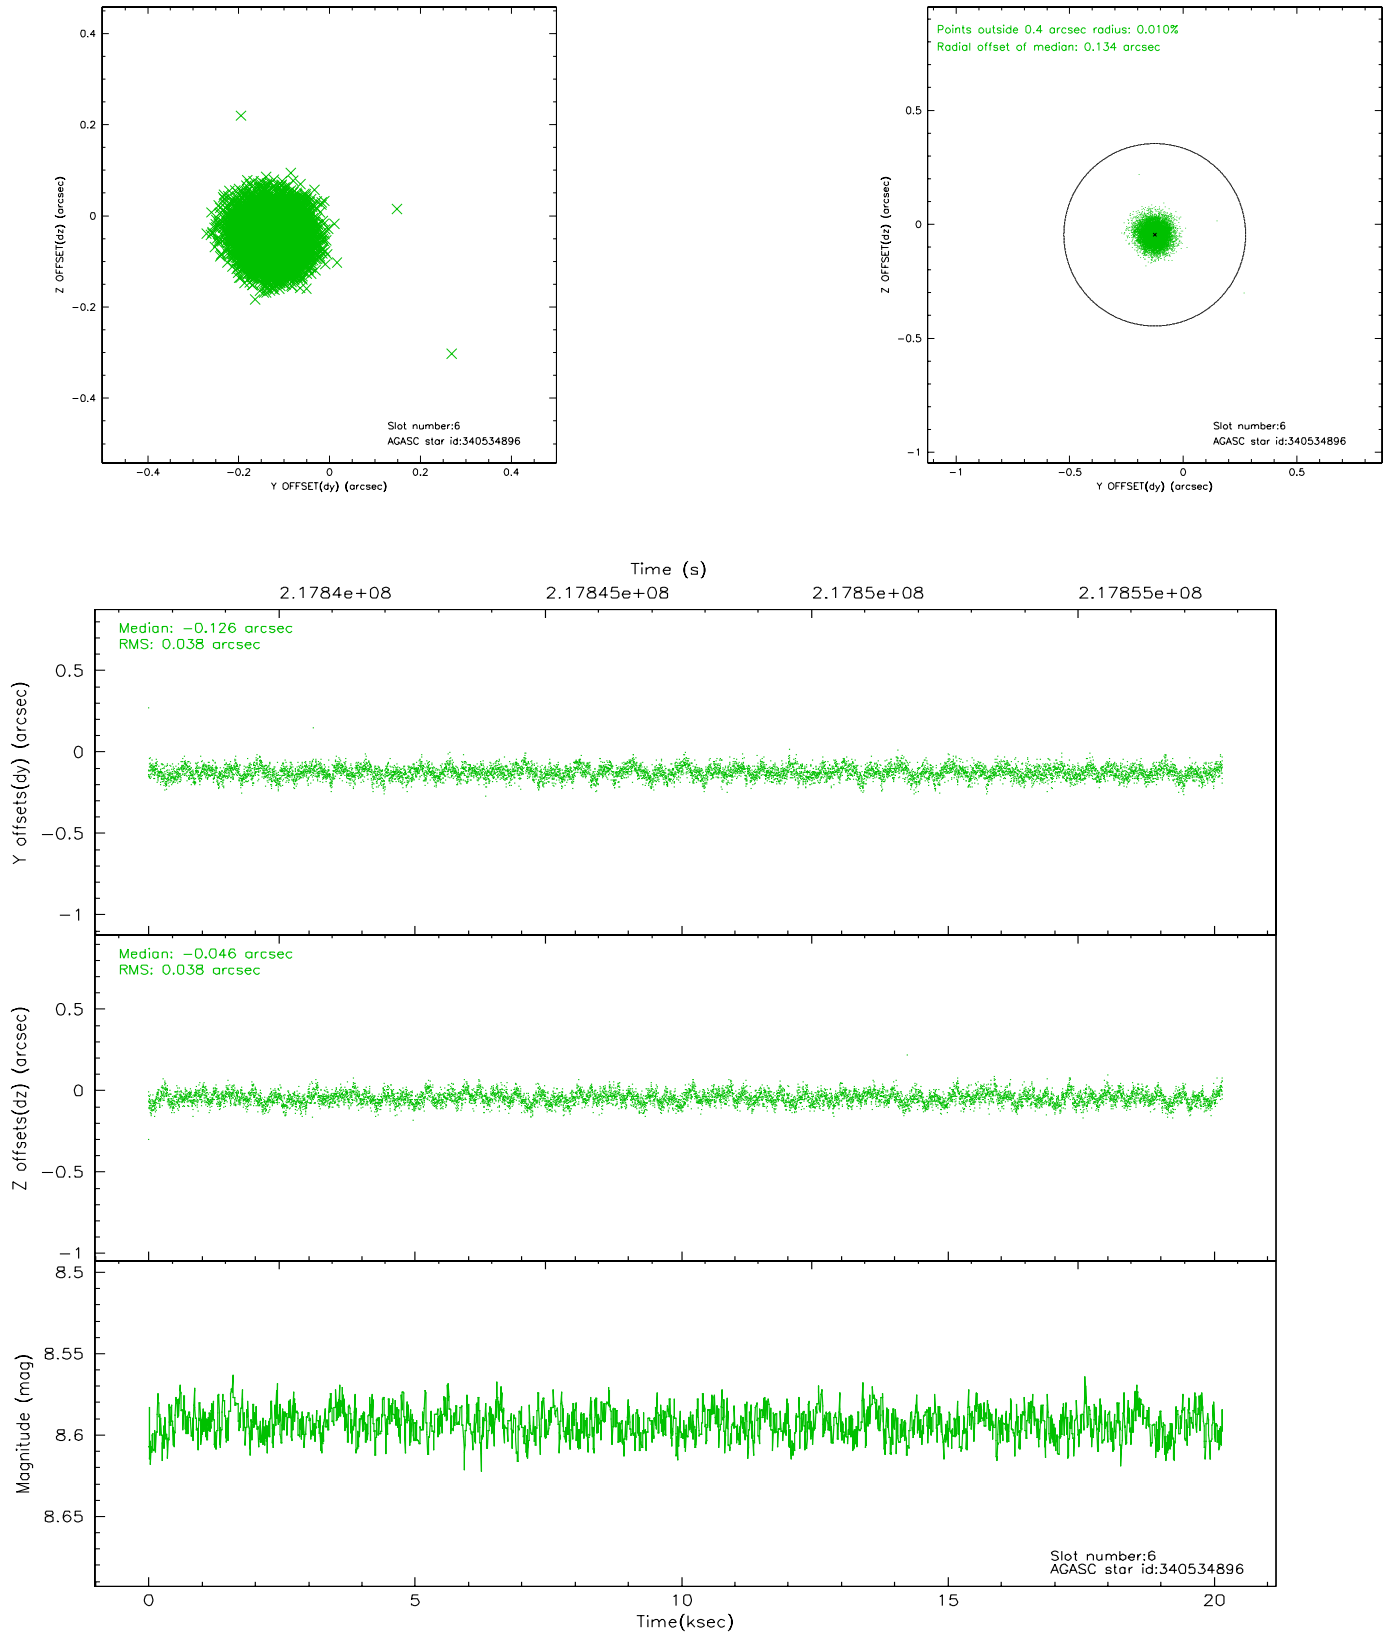 0.4
0.2
0
−0.2
−0.4
Z OFFSET(dz) (arcsec)
Slot number:6
AGASC star id:340534896
−0.4 −0.2 0 0.2 0.4
Y OFFSET(dy) (arcsec)
Points outside 0.4 arcsec radius: 0.010%
Radial offset of median: 0.134 arcsec
0.5
0
−0.5
−1
Z OFFSET(dz) (arcsec)
Slot number:6
AGASC star id:340534896
−1 −0.5 0 0.5
Y OFFSET(dy) (arcsec)
Time (s)
2.1784e+08 2.17845e+08 2.1785e+08 2.17855e+08
Median: −0.126 arcsec
RMS: 0.038 arcsec
0.5
0
−0.5
−1
Y offsets(dy) (arcsec)
Median: −0.046 arcsec
RMS: 0.038 arcsec
0.5
0
−0.5
−1
Z offsets(dz) (arcsec)
8.5
8.55
8.6
8.65
Magnitude (mag)
Slot number:6
AGASC star id:340534896
0 5 10 15 20
Time(ksec)